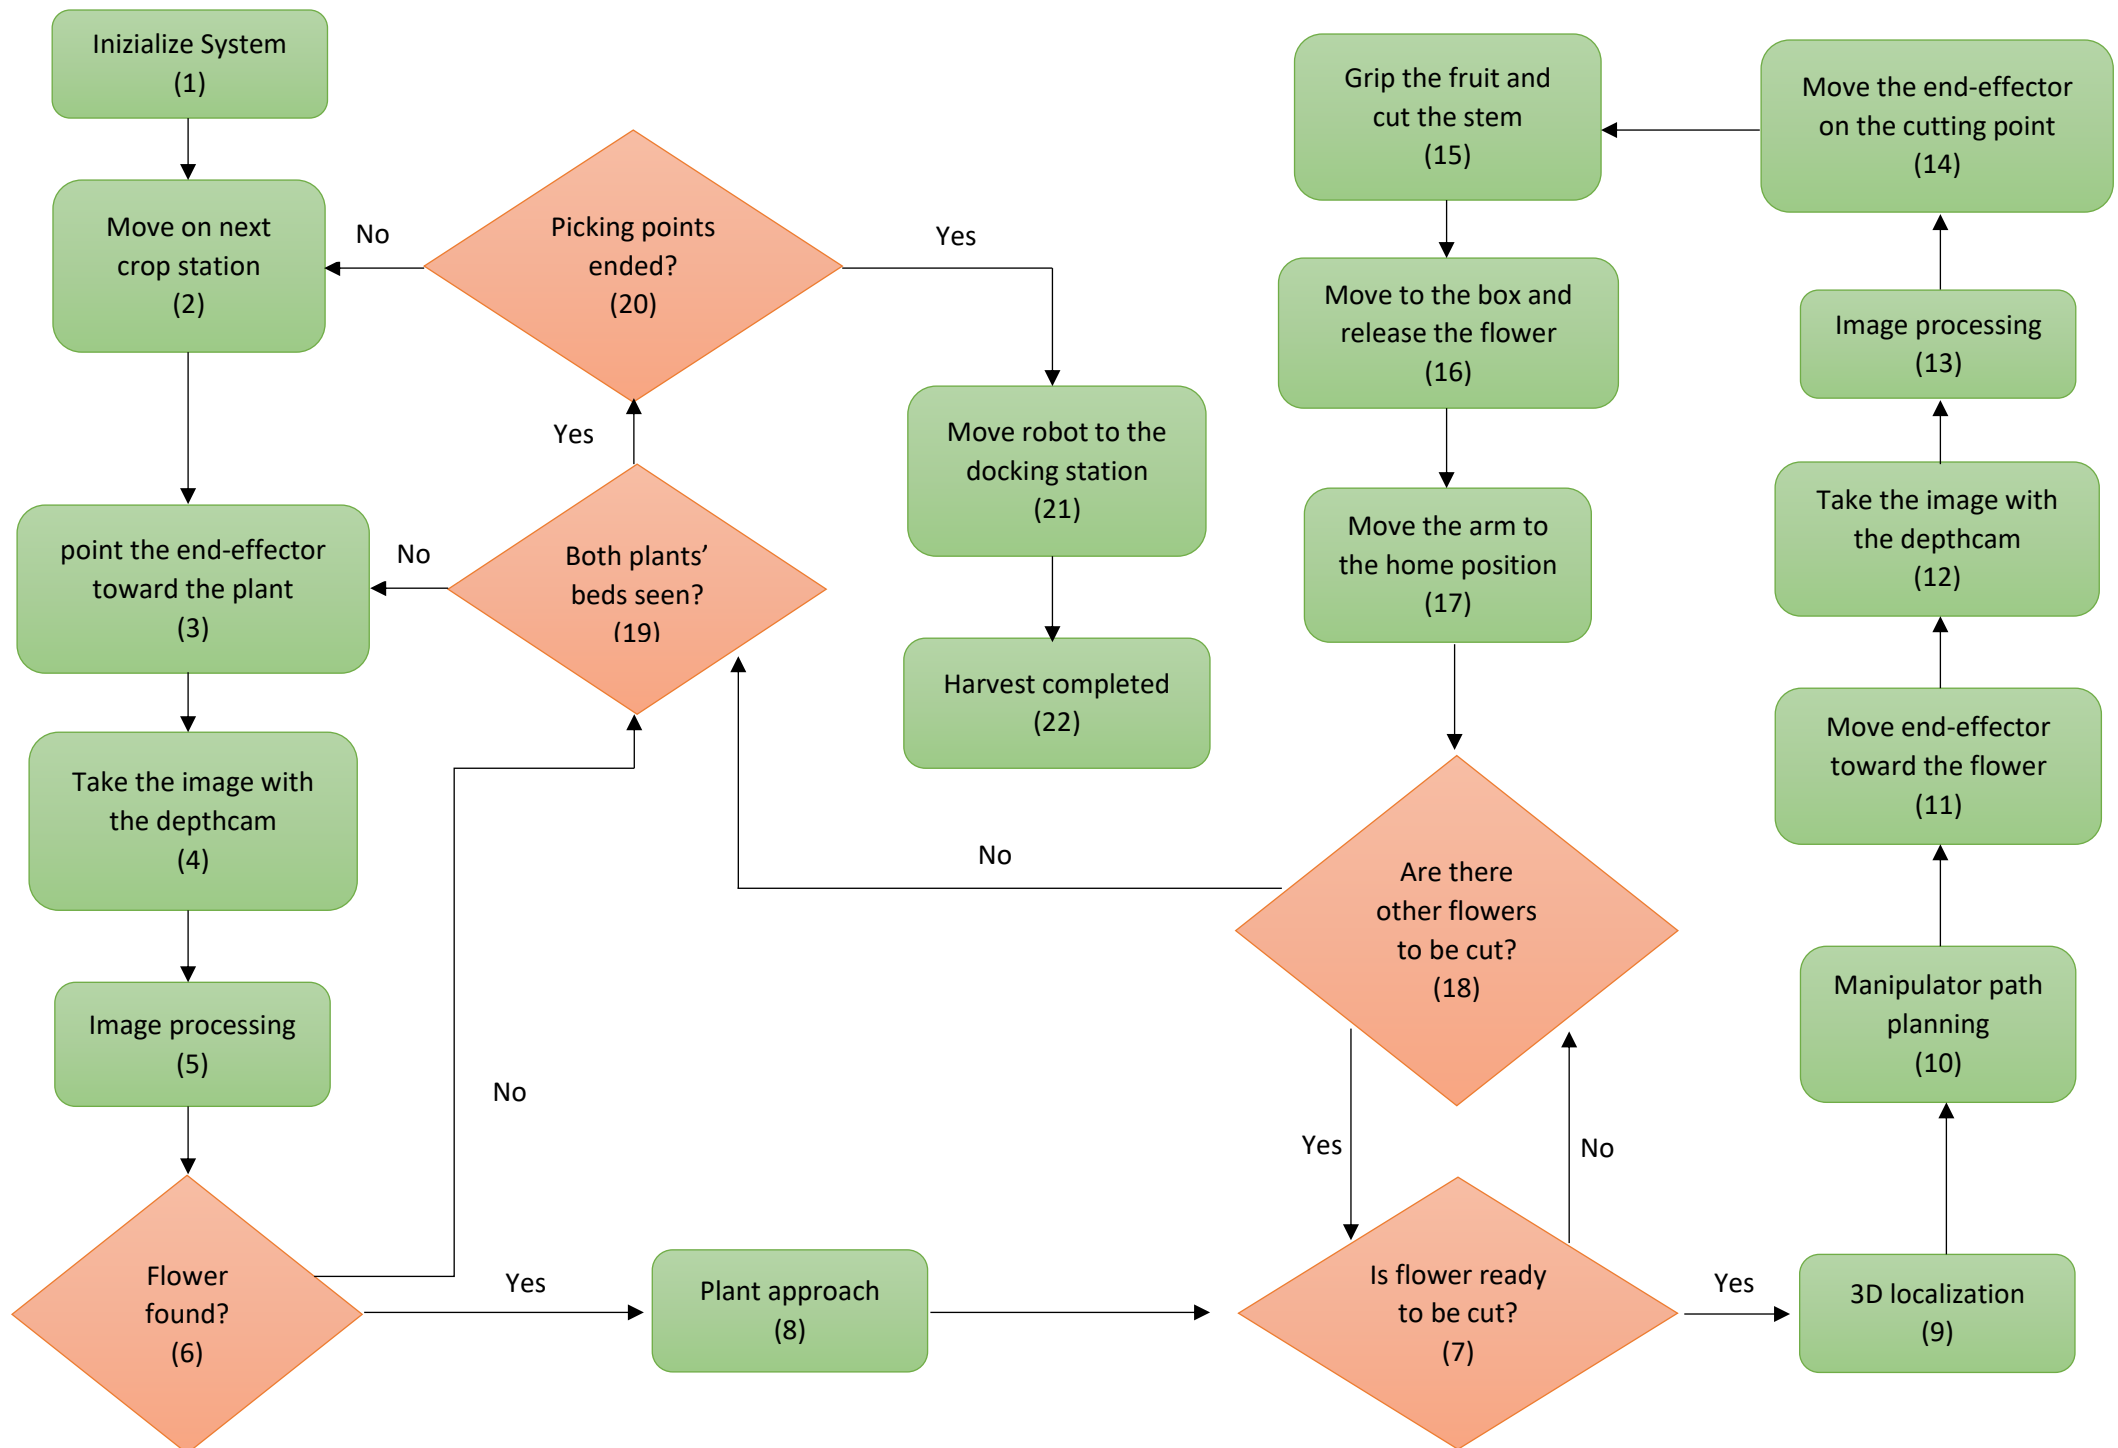 Inizialize System
(1)
Move on next
crop station
(2)
point the end-effector
toward the plant
(3)
Take the image with
the depthcam
(4)
Image processing
(5)
Flower
found?
(6)
No
Yes
Plant approach
(8)
Is flower ready
to be cut?
(7)
Yes
No
Yes
3D localization
(9)
Manipulator path
planning
(10)
Move end-effector
toward the flower
(11)
Take the image with
the depthcam
(12)
Image processing
(13)
Move the end-effector
on the cutting point
(14)
Grip the fruit and
cut the stem
(15)
Move to the box and
release the flower
(16)
Move the arm to
the home position
(17)
Are there
other flowers
to be cut?
(18)
No
Both plants’
beds seen?
(19)
No
Yes
Picking points
ended?
(20)
No
Yes
Move robot to the
docking station
(21)
Harvest completed
(22)